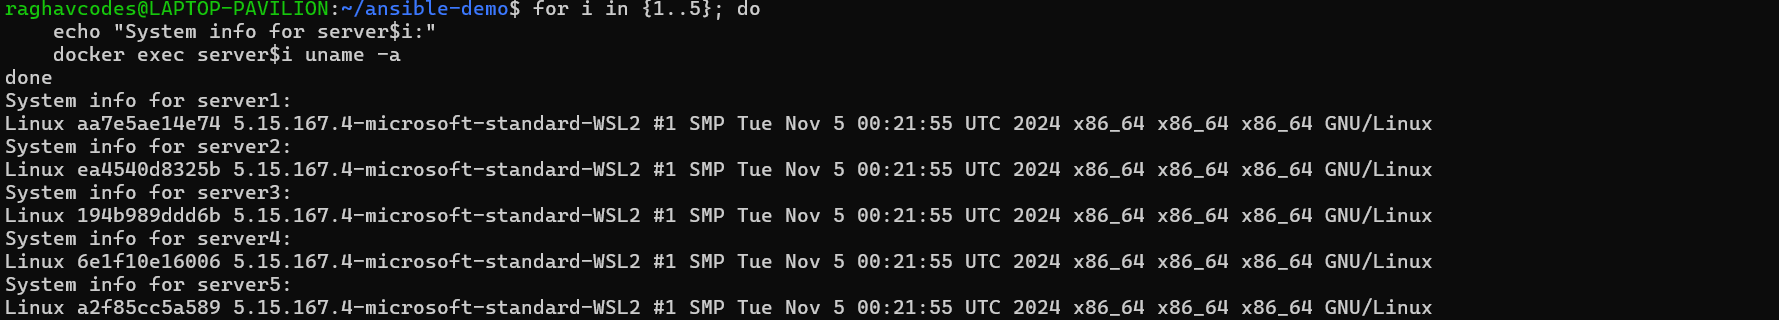 raghavcodes@LAPTOP-PAVILION:~/ansible-demo$ for i in {1..5}; do
    echo "System info for server$i:"
    docker exec server$i uname -a
done
System info for server1:
Linux aa7e5ae14e74 5.15.167.4-microsoft-standard-WSL2 #1 SMP Tue Nov 5 00:21:55 UTC 2024 x86_64 x86_64 x86_64 GNU/Linux
System info for server2:
Linux ea4540d8325b 5.15.167.4-microsoft-standard-WSL2 #1 SMP Tue Nov 5 00:21:55 UTC 2024 x86_64 x86_64 x86_64 GNU/Linux
System info for server3:
Linux 194b989ddd6b 5.15.167.4-microsoft-standard-WSL2 #1 SMP Tue Nov 5 00:21:55 UTC 2024 x86_64 x86_64 x86_64 GNU/Linux
System info for server4:
Linux 6e1f10e16006 5.15.167.4-microsoft-standard-WSL2 #1 SMP Tue Nov 5 00:21:55 UTC 2024 x86_64 x86_64 x86_64 GNU/Linux
System info for server5:
Linux a2f85cc5a589 5.15.167.4-microsoft-standard-WSL2 #1 SMP Tue Nov 5 00:21:55 UTC 2024 x86_64 x86_64 x86_64 GNU/Linux